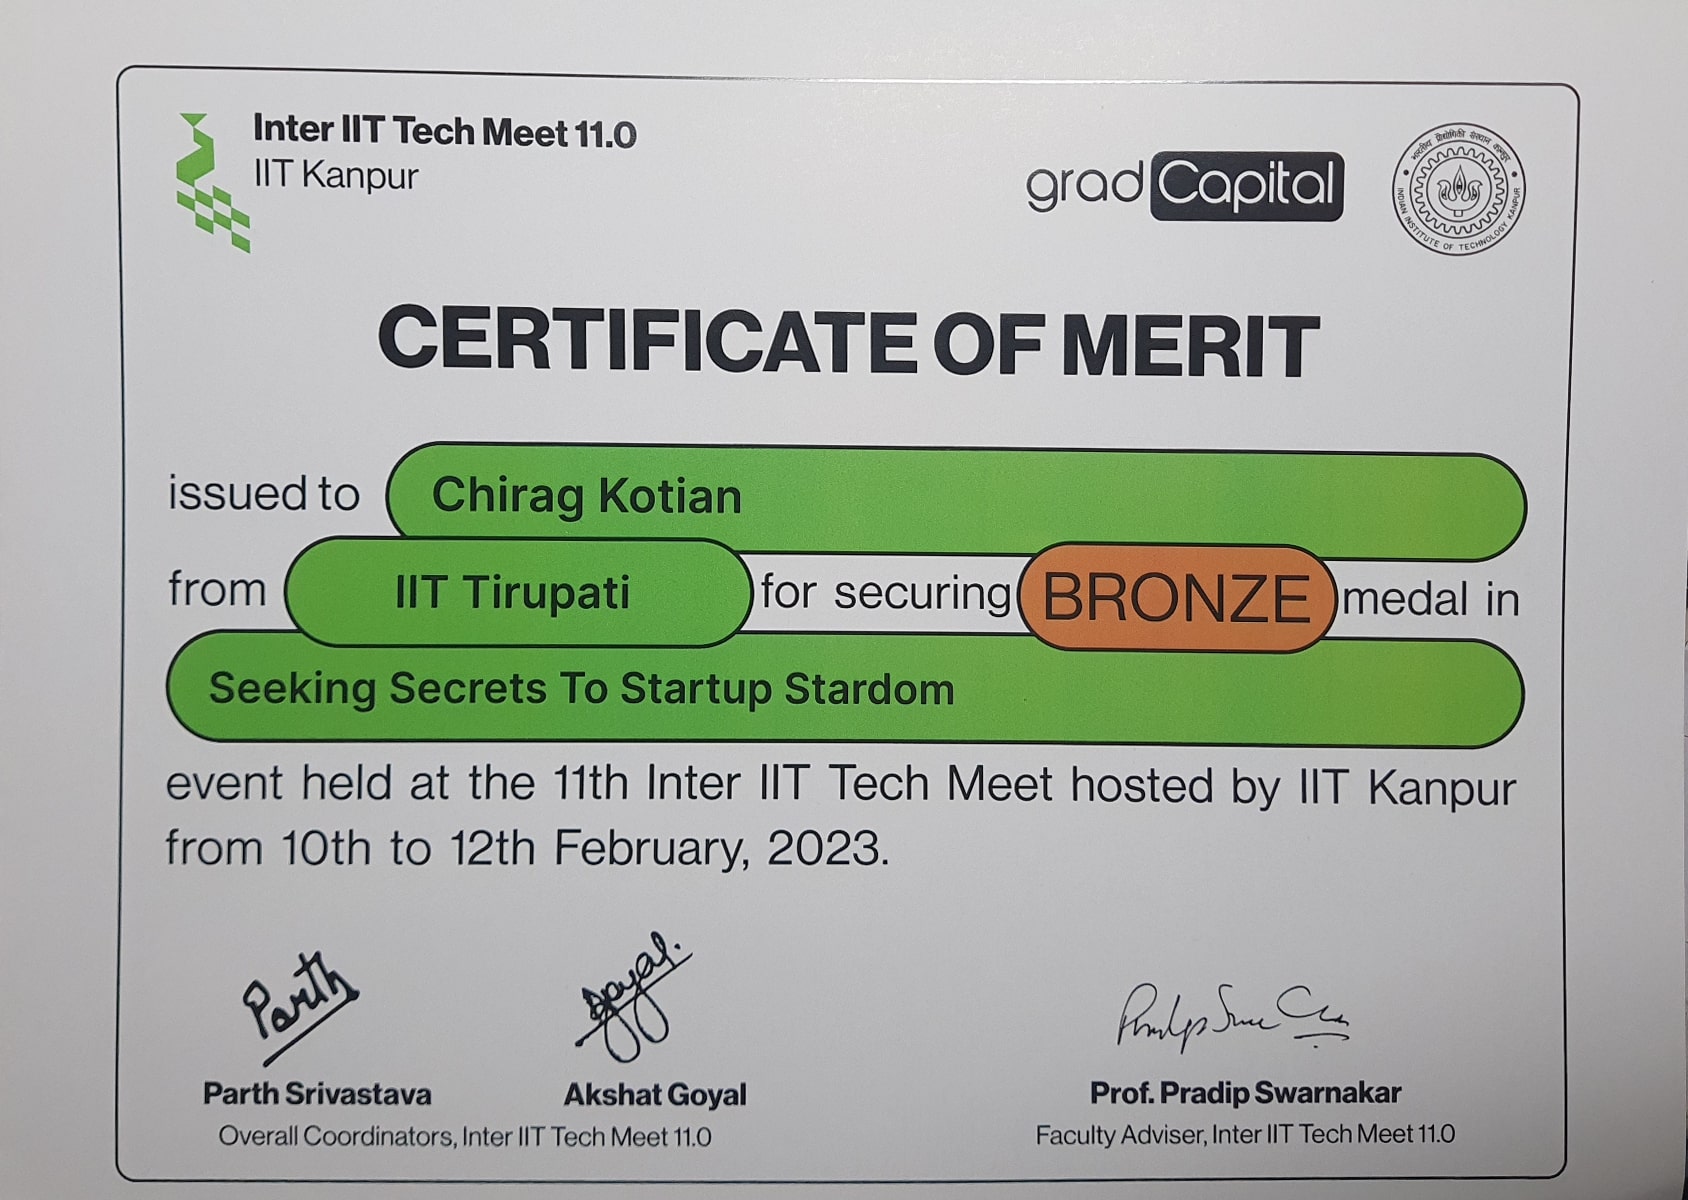 Inter IIT Tech Meet 11.0
IIT Kanpur
grad Capital
भारतीय प्रौद्योगिकी संस्थान कानपुर
INDIAN INSTITUTE OF TECHNOLOGY KANPUR
CERTIFICATE OF MERIT
issued to Chirag Kotian
from IIT Tirupati for securing BRONZE medal in
Seeking Secrets To Startup Stardom
event held at the 11th Inter IIT Tech Meet hosted by IIT Kanpur
from 10th to 12th February, 2023.
Parth Goyal.
Parth Srivastava Akshat Goyal Prof. Pradip Swarnakar
Overall Coordinators, Inter IIT Tech Meet 11.0 Faculty Adviser, Inter IIT Tech Meet 11.0